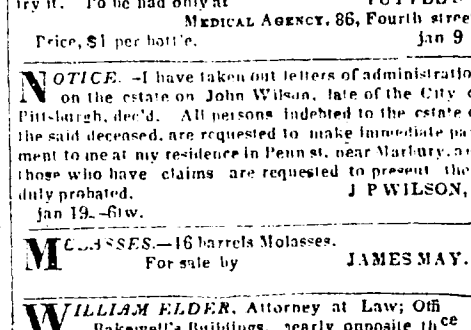 try it. To be had only at
MEDICAL AGENCY, 86, Fourth stree
Price, $1 per bottle. jan 9
NOTICE.—I have taken out letters of administratio
on the estate on John Wilson, late of the City o
Pittsburgh, dec'd. All persons indebted to the estate o
the said deceased, are requested to make immediate pa
ment to me at my residence in Penn st, near Marbury, a
those who have claims are requested to present the
duly probated. J P WILSON,
jan 19—6tw.
MOLASSES.—16 barrels Molasses.
For sale by JAMES MAY.
WILLIAM ELDER, Attorney at Law; Offi
Bakewell's Buildings, nearly opposite the